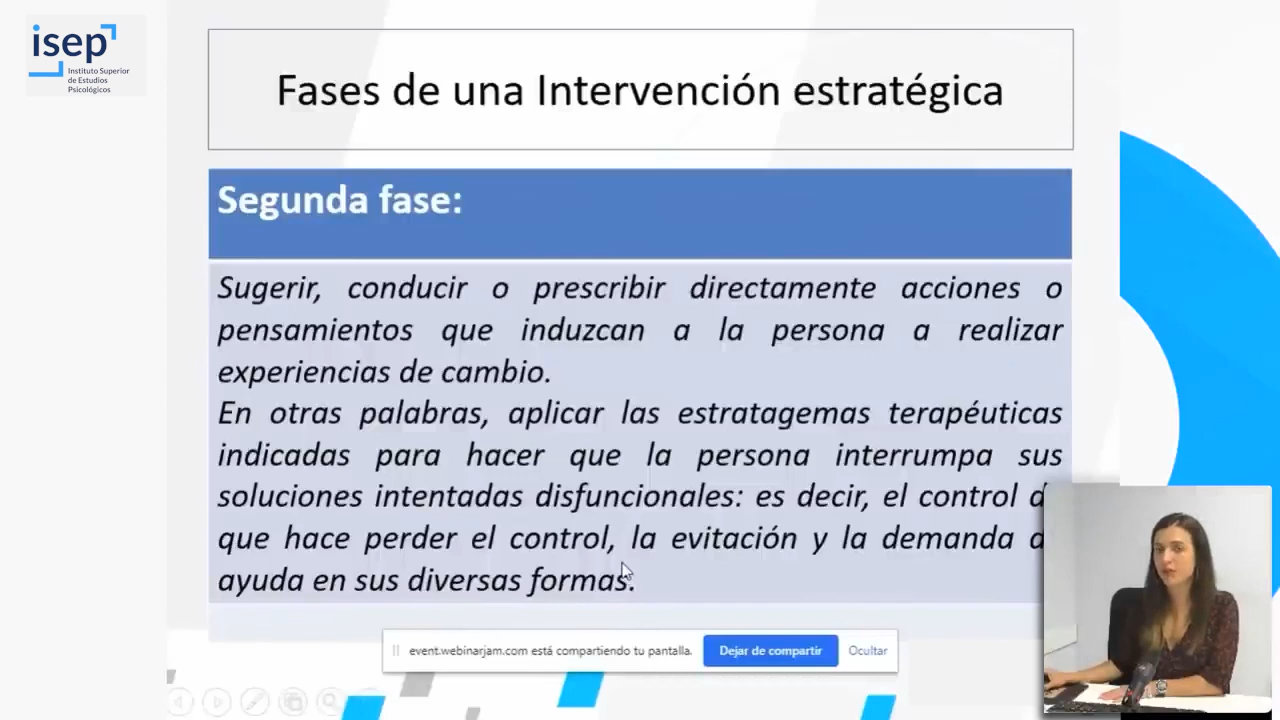 isep
Instituto Superior
de Estudios
Psicológicos
Fases de una Intervención estratégica
Segunda fase:
Sugerir, conducir o prescribir directamente acciones o
pensamientos que induzcan a la persona a realizar
experiencias de cambio.
En otras palabras, aplicar las estratagemas terapéuticas
indicadas para hacer que la persona interrumpa sus
soluciones intentadas disfuncionales: es decir, el control
que hace perder el control, la evitación y la demanda
ayuda en sus diversas formas.
event.webinarjam.com está compartiendo tu pantalla.
Dejar de compartir
Ocultar